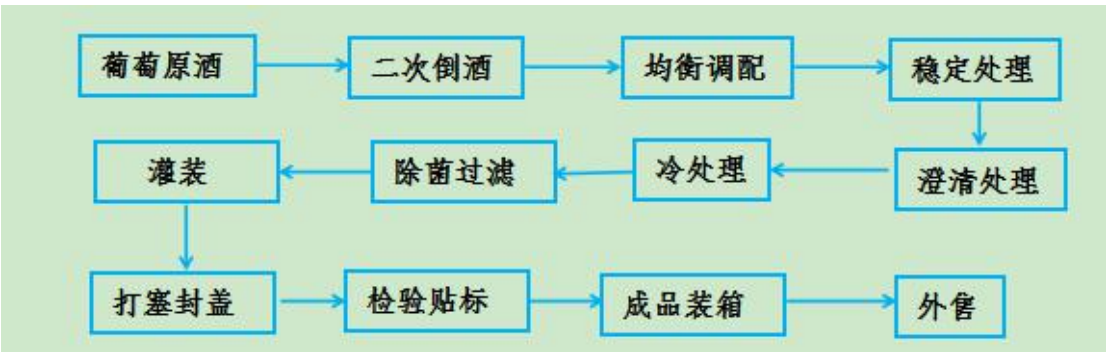 葡萄原酒
二次倒酒
均衡调配
稳定处理
澄清处理
冷处理
除菌过滤
灌装
打塞封盖
检验贴标
成品装箱
外售